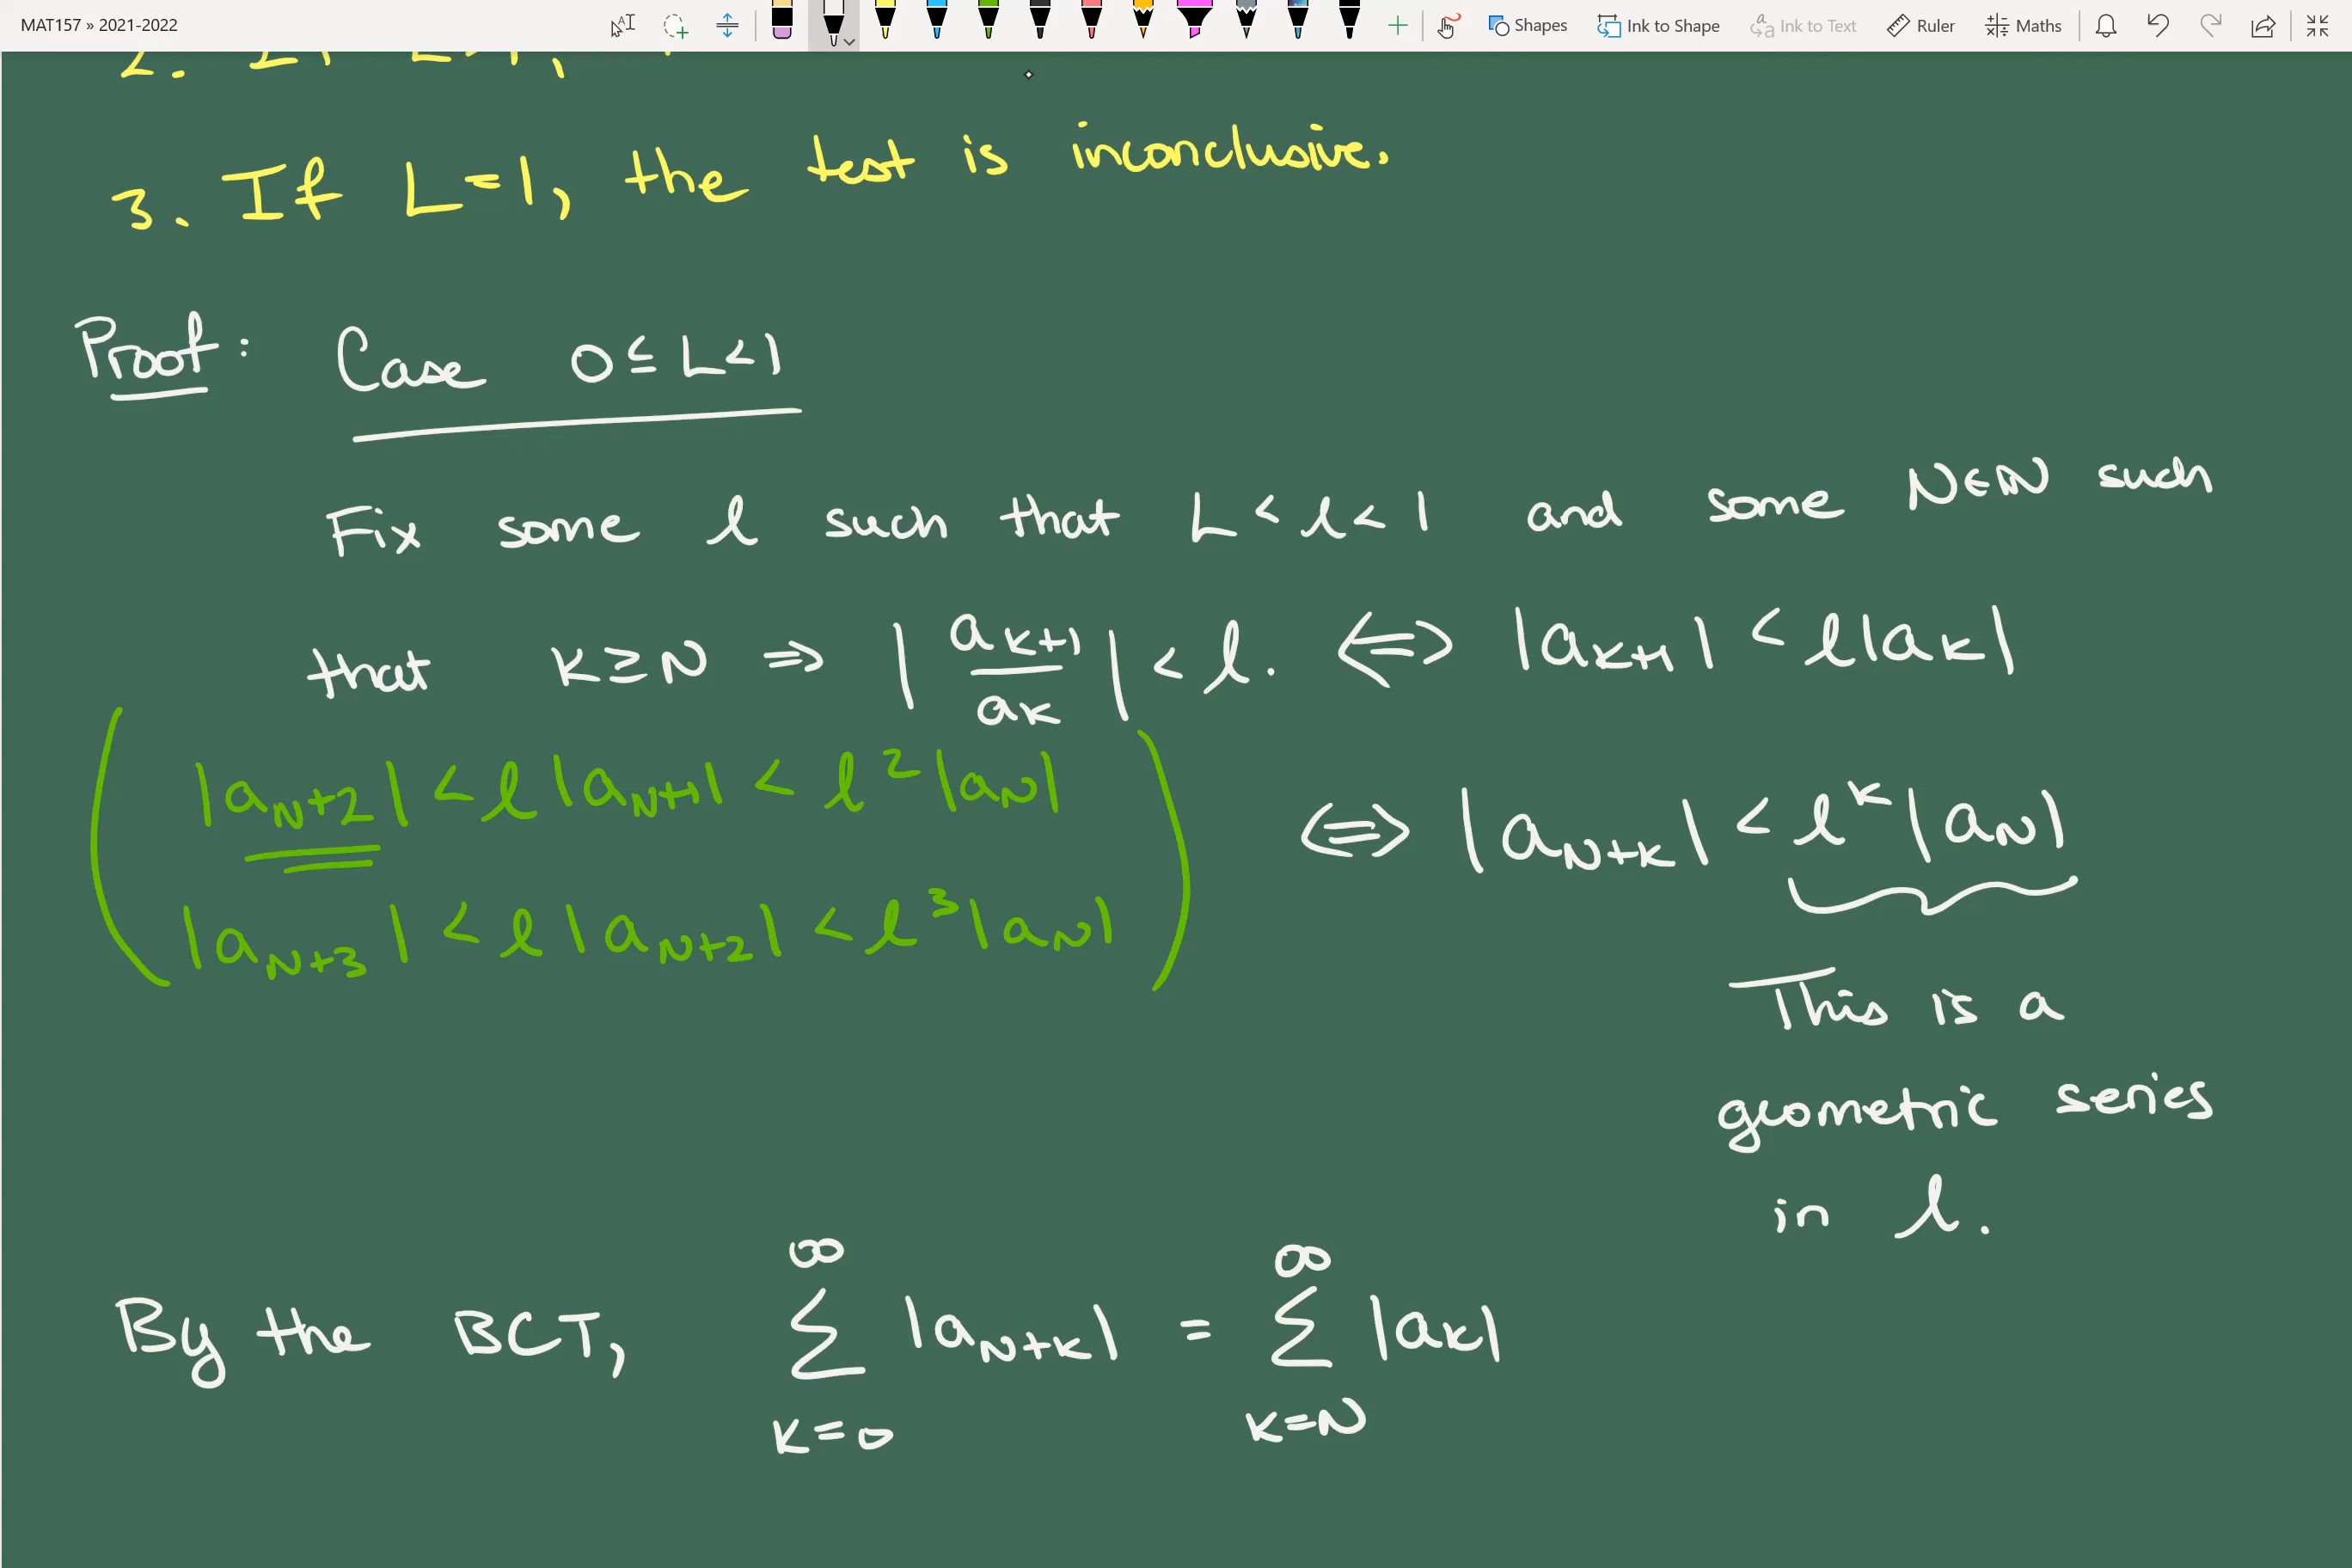 MAT157 » 2021-2022
Shapes Ink to Shape Ink to Text Ruler Maths
3. If L=1, the test is inconclusive.
Proof: Case 0≤L<1
Fix some l such that L<l<1 and some N∈ℕ such
that k≥N ⇒ |a_{k+1}/a_k| < l. ⟺ |a_{k+1}| < l|a_k|
|a_{N+2}| < l|a_{N+1}| < l²|a_N|
⟺ |a_{N+k}| < l^k|a_N|
|a_{N+3}| < l|a_{N+2}| < l³|a_N|
This is a
geometric series
in l.
By the BCT, ∑_{k=0}^{∞} |a_{N+k}| = ∑_{k=N}^{∞} |a_k|